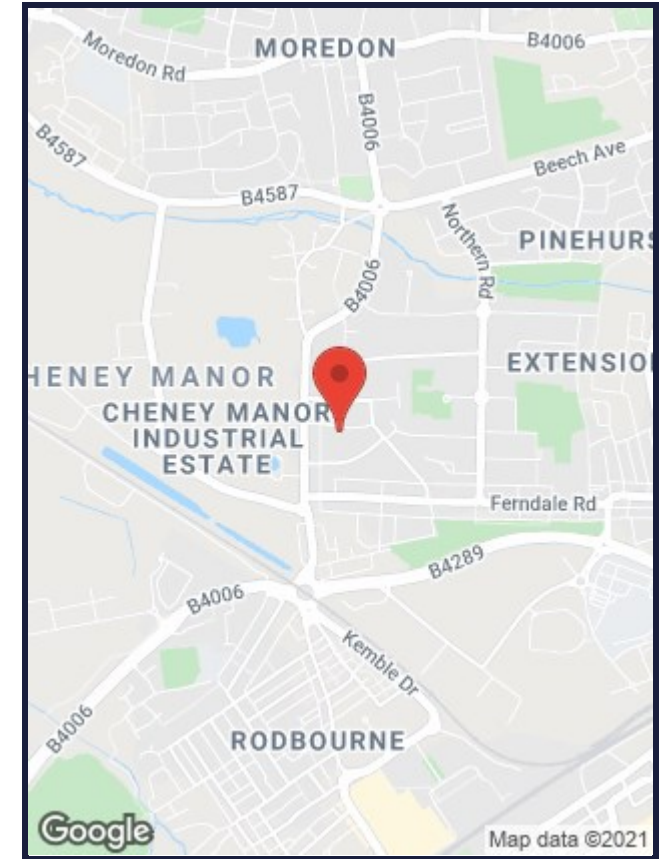 MOREDON
B4006
Moredon Rd
B4006
B4587
Beech Ave
B4587
Northern Rd
PINEHURS
B4006
HENEY MANOR
EXTENSIO
CHENEY MANOR
INDUSTRIAL
ESTATE
Ferndale Rd
B4289
B4006
Kemble Dr
B4006
RODBOURNE
Google
Map data ©2021